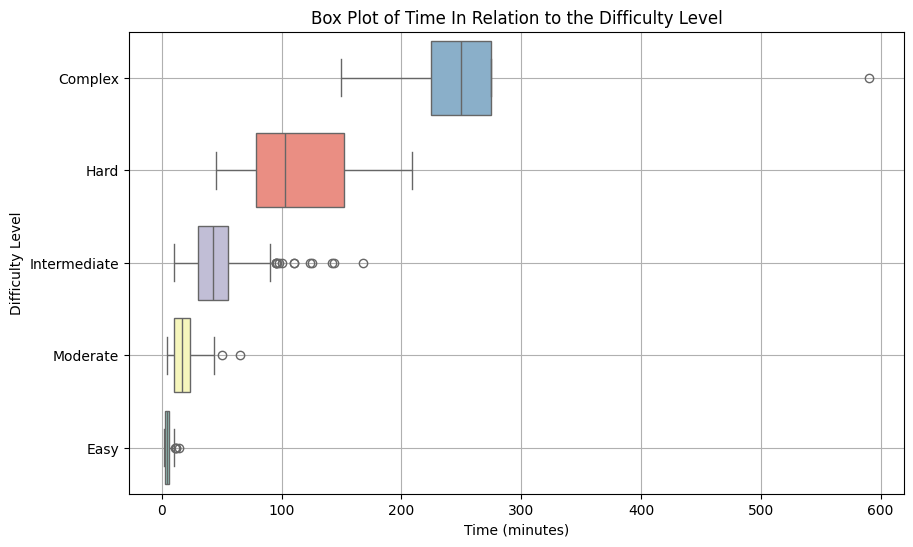 Box Plot of Time In Relation to the Difficulty Level
Difficulty Level
Complex
Hard
Intermediate
Moderate
Easy
0 100 200 300 400 500 600
Time (minutes)